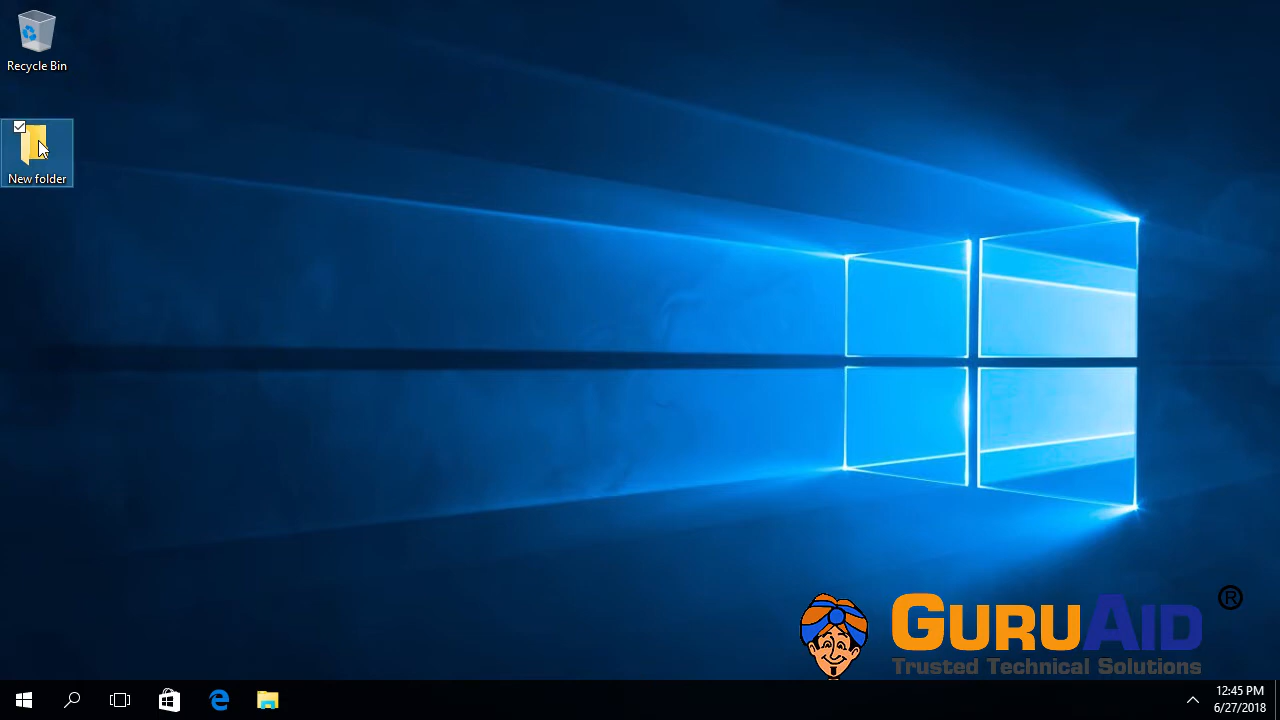 Recycle Bin
New folder
GURUAID ®
Trusted Technical Solutions
12:45 PM
6/27/2018